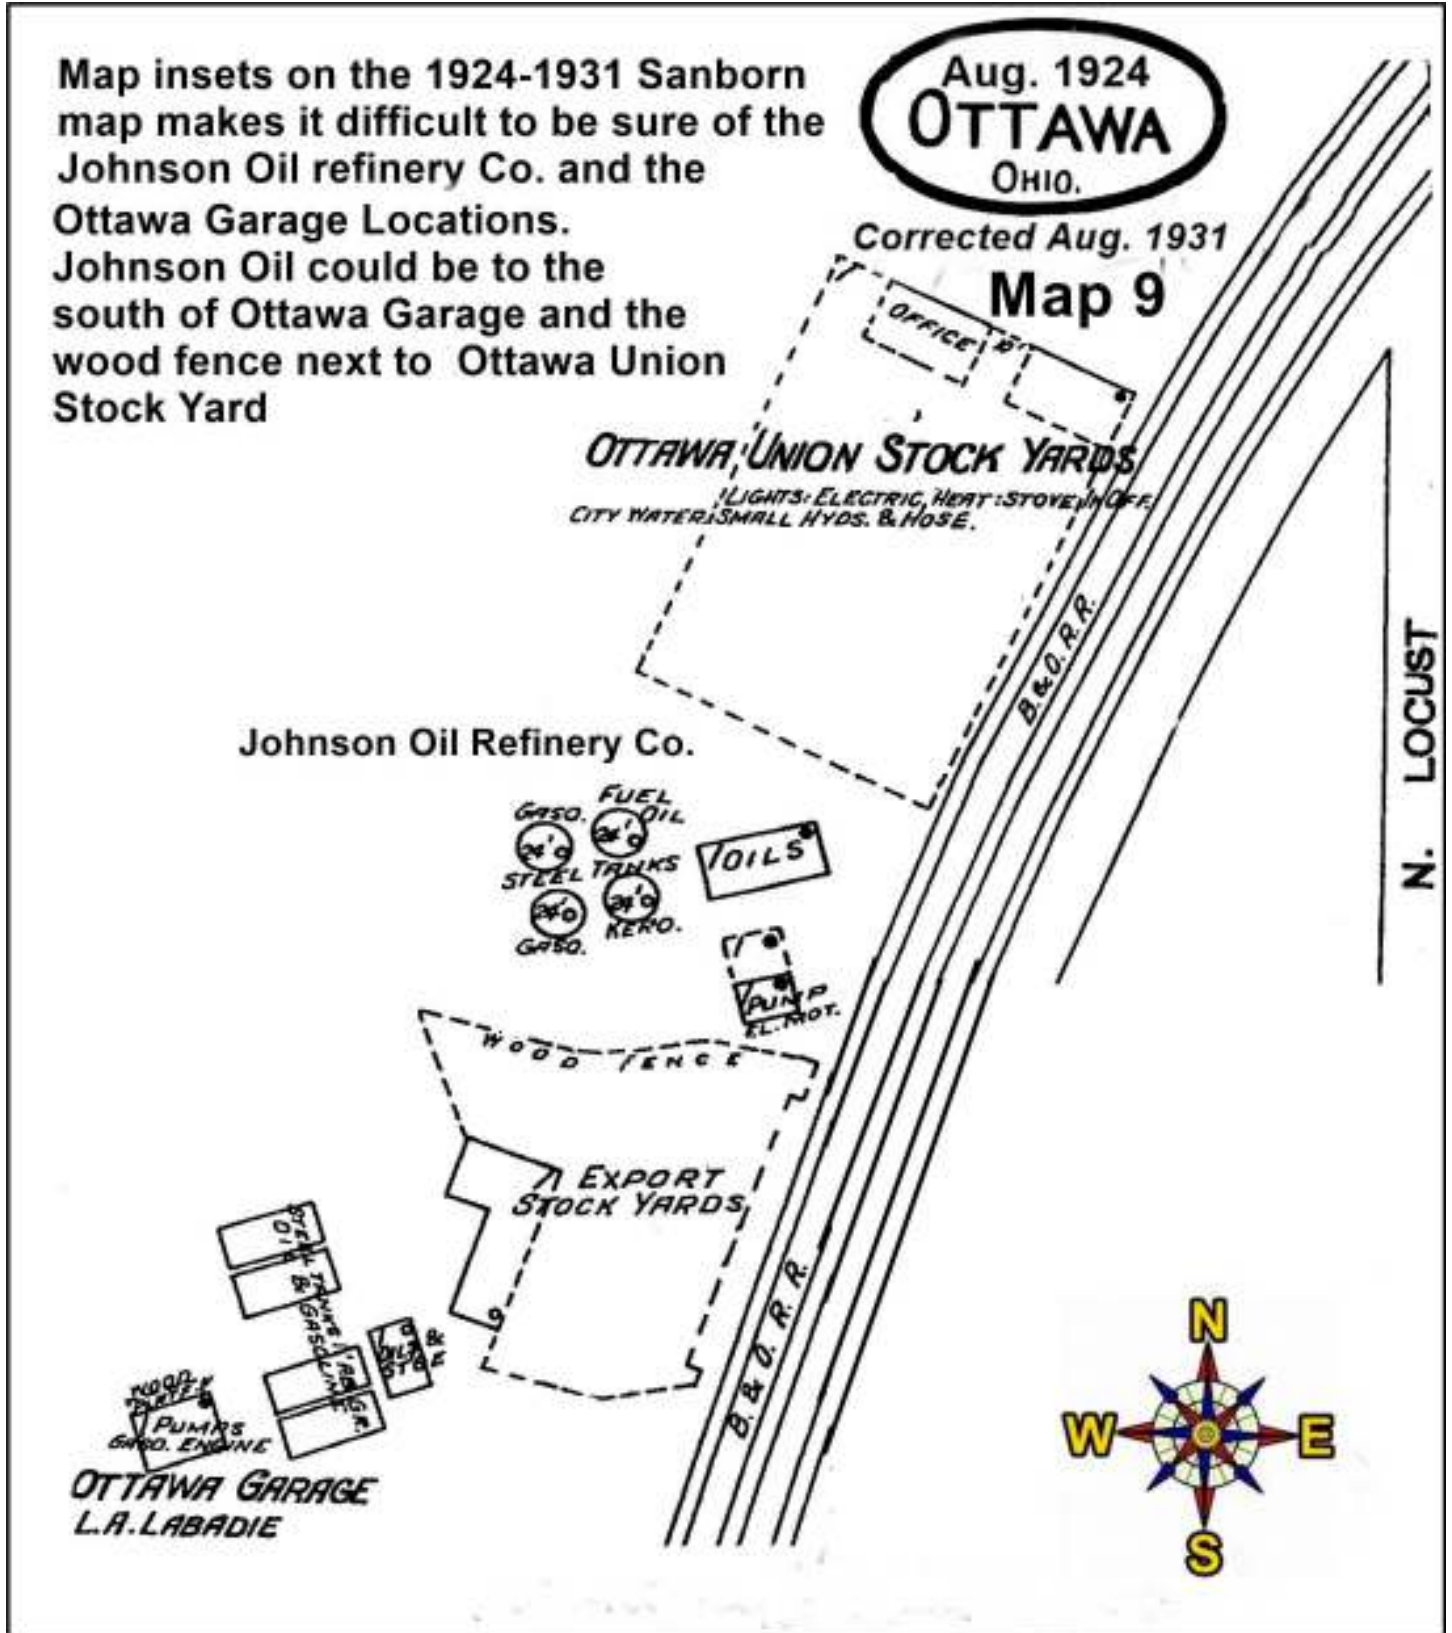 Map insets on the 1924-1931 Sanborn
map makes it difficult to be sure of the
Johnson Oil refinery Co. and the
Ottawa Garage Locations.
Johnson Oil could be to the
south of Ottawa Garage and the
wood fence next to Ottawa Union
Stock Yard
Aug. 1924
OTTAWA
OHIO.
Corrected Aug. 1931
Map 9
OFFICE
OTTAWA UNION STOCK YARDS
LIGHTS: ELECTRIC, HEAT: STOVE IN OFF.
CITY WATER: SMALL HYDS. & HOSE.
B. & O. R. R.
N. LOCUST
Johnson Oil Refinery Co.
FUEL
OIL
GASO.
24'
24'
OILS
STEEL TANKS
24'
24'
GASO.
KERO.
PUMP
EL. MOT.
WOOD FENCE
EXPORT
STOCK YARDS
STEEL TANKS
OIL & GASOLINE
PUMPS
GASO. ENGINE
OTTAWA GARAGE
L.A. LABADIE
B. & O. R. R.
N
W
E
S